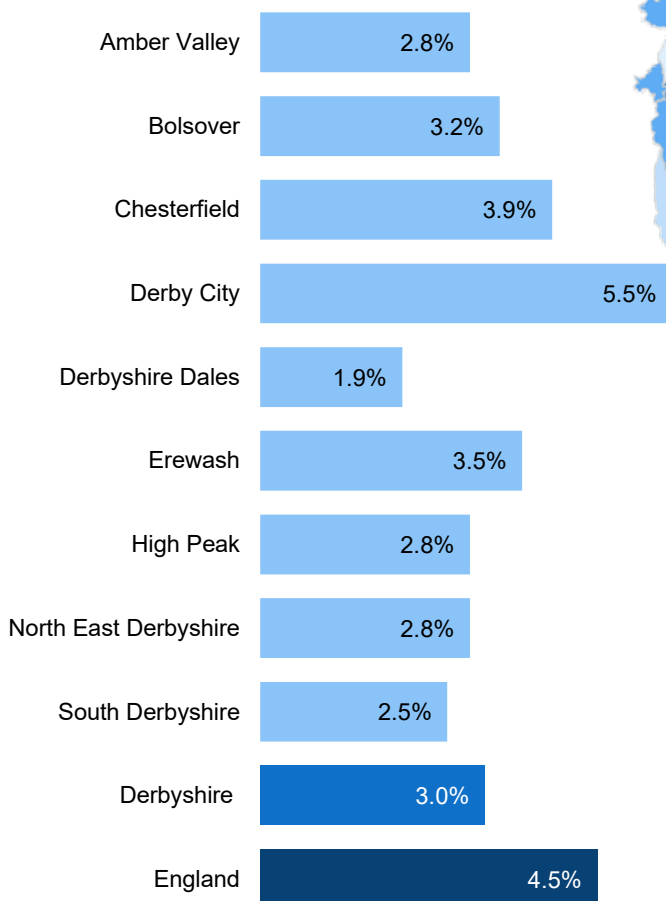 Amber Valley 2.8%
Bolsover 3.2%
Chesterfield 3.9%
Derby City 5.5%
Derbyshire Dales 1.9%
Erewash 3.5%
High Peak 2.8%
North East Derbyshire 2.8%
South Derbyshire 2.5%
Derbyshire 3.0%
England 4.5%